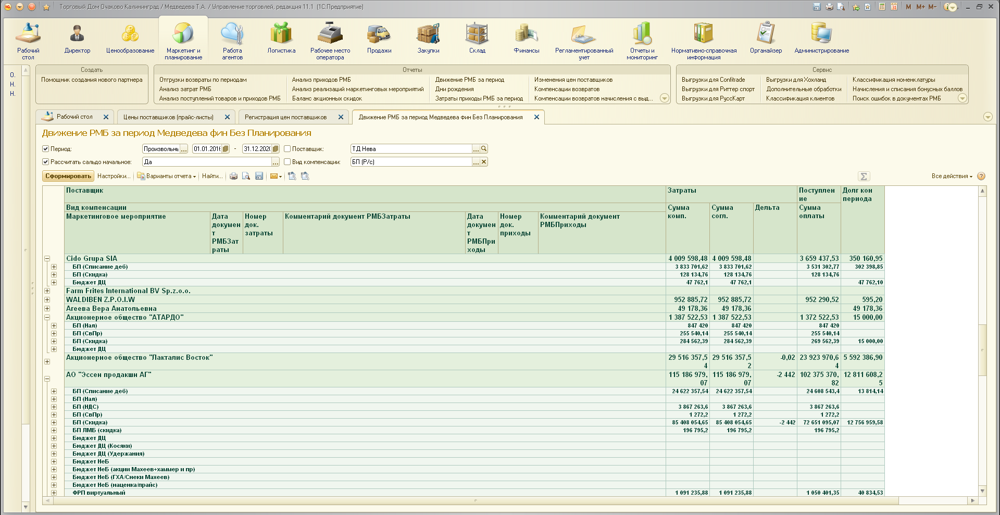 Торговый Дом Очаково Калининград / Медведева Т.А. / Управление торговлей, редакция 11.1 (1С:Предприятие)
M M+ M-
Рабочий стол
Директор
Ценообразование
Маркетинг и планирование
Работа агентов
Логистика
Рабочее место оператора
Продажи
Закупки
Склад
Финансы
Регламентированный учет
Отчеты и мониторинг
Нормативно-справочная информация
Органайзер
Администрирование
О.
Н.
Н.
Создать
Помощник создания нового партнера
Отчеты
Отгрузки возвраты по периодам
Анализ затрат РМБ
Анализ поступлений товаров и приходов РМБ
Анализ приходов РМБ
Анализ реализаций маркетинговых мероприятий
Баланс акционных скидок
Движение РМБ за период
Дни рождения
Затраты приходы РМБ за период
Изменения цен поставщиков
Компенсации возвратов
Компенсации возвратов начисления с выд...
Сервис
Выгрузки для Confitrade
Выгрузки для Риттер спорт
Выгрузки для РуссКарт
Выгрузки для Хохланд
Дополнительные обработки
Классификация клиентов
Классификация номенклатуры
Начисления и списания бонусных баллов
Поиск ошибок в документах РМБ
Рабочий стол
Цены поставщиков (прайс-листы)
Регистрация цен поставщиков
Движение РМБ за период Медведева фин Без Планирования
Движение РМБ за период Медведева фин Без Планирования
Период: Произвольны ... 01.01.2016 - 31.12.2020 Поставщик: ТД Нева ...
Рассчитать сальдо начальное: Да ... Вид компенсации: БП (Р/с) ...
Сформировать Настройки... Варианты отчета Найти... Σ Все действия ?
Поставщик Затраты Поступление Долг кон периода
Вид компенсации Сумма комп. Сумма согл. Дельта Сумма оплаты
Маркетинговое мероприятие Дата документ РМБЗатраты Номер док. затраты Комментарий документ РМБЗатраты Дата документ РМБПриходы Номер док. приходы Комментарий документ РМБПриходы
Cido Grupa SIA 4 009 598,48 4 009 598,48 3 659 437,53 350 160,95
БП (Списание деб) 3 833 701,62 3 833 701,62 3 531 302,77 302 398,85
БП (Скидка) 128 134,76 128 134,76 128 134,76
Бюджет ДЦ 47 762,1 47 762,1 47 762,10
Farm Frites International BV Sp.z.o.o.
WALDIBEN Z.P.O.I.W 952 885,72 952 885,72 952 290,52 595,20
Агеева Вера Анатольевна 49 178,36 49 178,36 49 178,36
Акционерное общество "АТАРДО" 1 387 522,53 1 387 522,53 1 372 522,53 15 000,00
БП (Нал) 847 420 847 420 847 420
БП (СвПр) 255 540,14 255 540,14 255 540,14
БП (Скидка) 284 562,39 284 562,39 269 562,39 15 000,00
Бюджет ДЦ
Акционерное общество "Лакталис Восток" 29 516 357,54 29 516 357,52 -0,02 23 923 970,64 5 592 386,90
АО "Эссен продакшн АГ" 115 186 979,07 115 186 979,07 -2 442 102 375 370,82 12 811 608,25
БП (Списание деб) 24 622 357,54 24 622 357,54 24 608 543,4 13 814,14
БП (Нал)
БП (НДС) 3 867 263,6 3 867 263,6 3 867 263,6
БП (СвПр) 1 272,2 1 272,2 1 272,2
БП (Скидка) 85 408 054,65 85 408 054,65 -2 442 72 651 095,07 12 756 959,58
БП ЛМБ (скидка) 196 795,2 196 795,2 196 795,2
Бюджет ДЦ
Бюджет ДЦ (Косяки)
Бюджет ДЦ (Удержания)
Бюджет НеБ
Бюджет НеБ (акции Махеев+хаммер и пр)
Бюджет НеБ (ГХА/Снеки Махеев)
Бюджет НеБ (наценка/прайс)
ФРП виртуальный 1 091 235,88 1 091 235,88 1 050 401,35 40 834,53